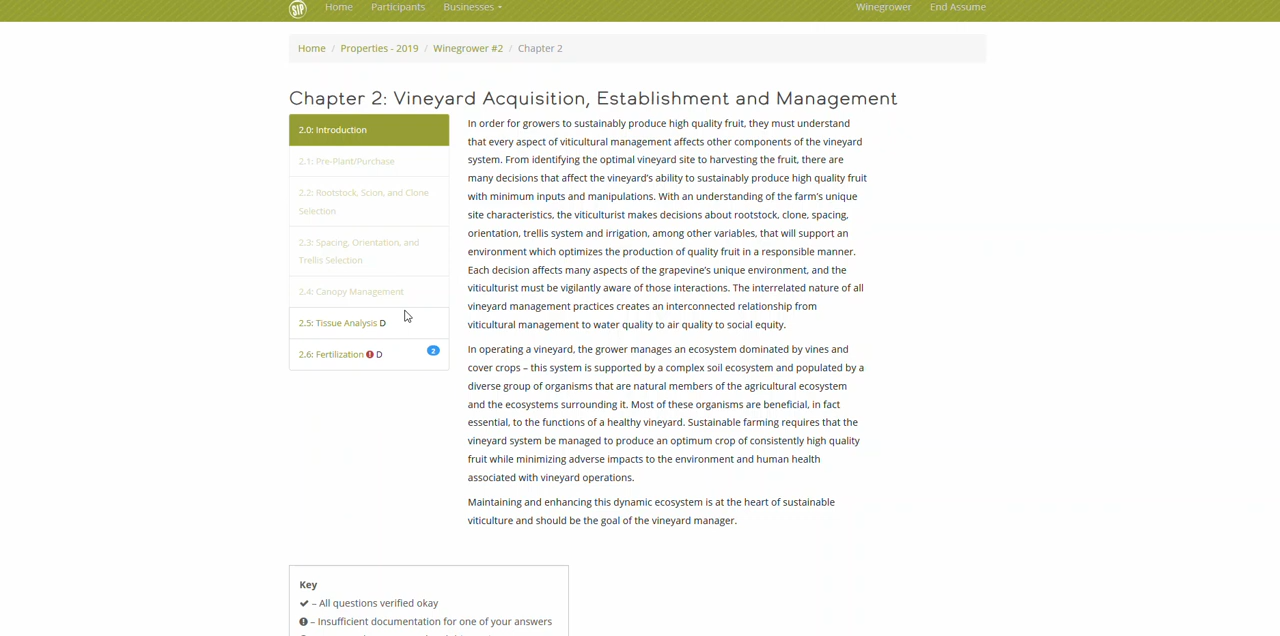 SIP Home Participants Businesses Winegrower End Assume
Home / Properties - 2019 / Winegrower #2 / Chapter 2
Chapter 2: Vineyard Acquisition, Establishment and Management
2.0: Introduction
2.1: Pre-Plant/Purchase
2.2: Rootstock, Scion, and Clone
Selection
2.3: Spacing, Orientation, and
Trellis Selection
2.4: Canopy Management
2.5: Tissue Analysis D
2.6: Fertilization D 2
In order for growers to sustainably produce high quality fruit, they must understand
that every aspect of viticultural management affects other components of the vineyard
system. From identifying the optimal vineyard site to harvesting the fruit, there are
many decisions that affect the vineyard's ability to sustainably produce high quality fruit
with minimum inputs and manipulations. With an understanding of the farm's unique
site characteristics, the viticulturist makes decisions about rootstock, clone, spacing,
orientation, trellis system and irrigation, among other variables, that will support an
environment which optimizes the production of quality fruit in a responsible manner.
Each decision affects many aspects of the grapevine's unique environment, and the
viticulturist must be vigilantly aware of those interactions. The interrelated nature of all
vineyard management practices creates an interconnected relationship from
viticultural management to water quality to air quality to social equity.
In operating a vineyard, the grower manages an ecosystem dominated by vines and
cover crops – this system is supported by a complex soil ecosystem and populated by a
diverse group of organisms that are natural members of the agricultural ecosystem
and the ecosystems surrounding it. Most of these organisms are beneficial, in fact
essential, to the functions of a healthy vineyard. Sustainable farming requires that the
vineyard system be managed to produce an optimum crop of consistently high quality
fruit while minimizing adverse impacts to the environment and human health
associated with vineyard operations.
Maintaining and enhancing this dynamic ecosystem is at the heart of sustainable
viticulture and should be the goal of the vineyard manager.
Key
✔ – All questions verified okay
– Insufficient documentation for one of your answers